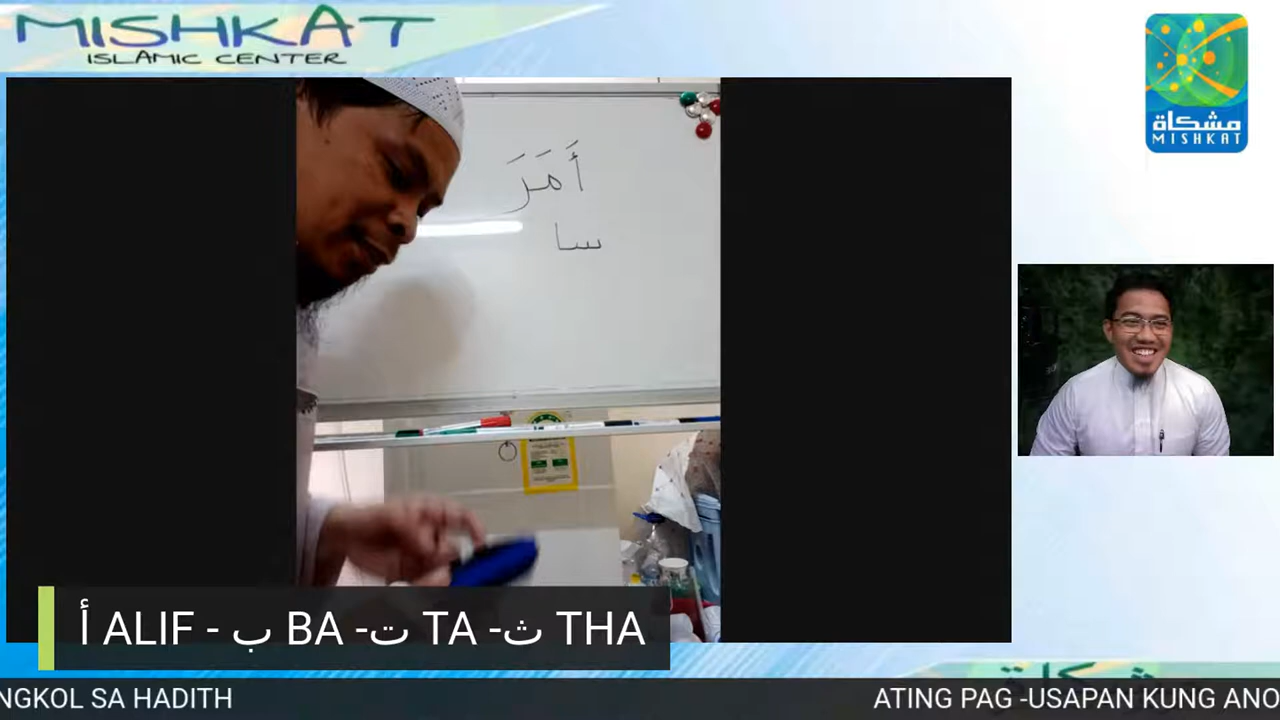 MISHKAT
ISLAMIC CENTER
مشكاة
MISHKAT
أَمَرَ
سا
أ ALIF - ب BA -ت TA -ث THA
NGKOL SA HADITH
ATING PAG -USAPAN KUNG ANO